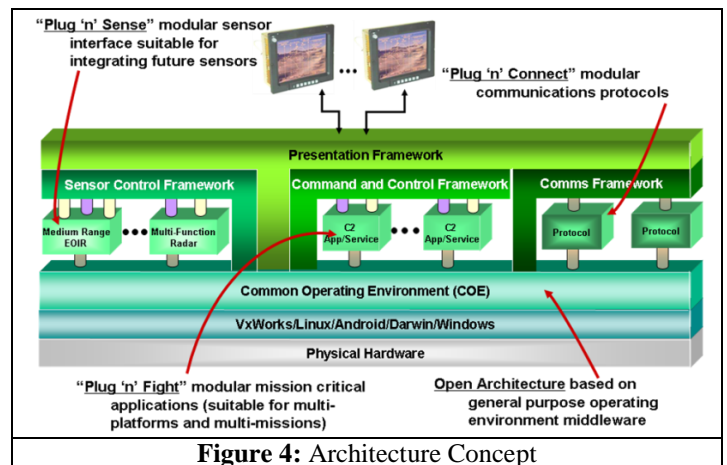 “Plug ’n’ Sense” modular sensor
interface suitable for
integrating future sensors
“Plug ‘n’ Connect” modular
communications protocols
Presentation Framework
Sensor Control Framework
Command and Control Framework
Comms Framework
Medium Range
EOIR
Multi-Function
Radar
C2
App/Service
C2
App/Service
Protocol
Protocol
Common Operating Environment (COE)
VxWorks/Linux/Android/Darwin/Windows
Physical Hardware
“Plug ‘n’ Fight” modular mission critical
applications (suitable for multi-
platforms and multi-missions)
Open Architecture based on
general purpose operating
environment middleware
Figure 4: Architecture Concept